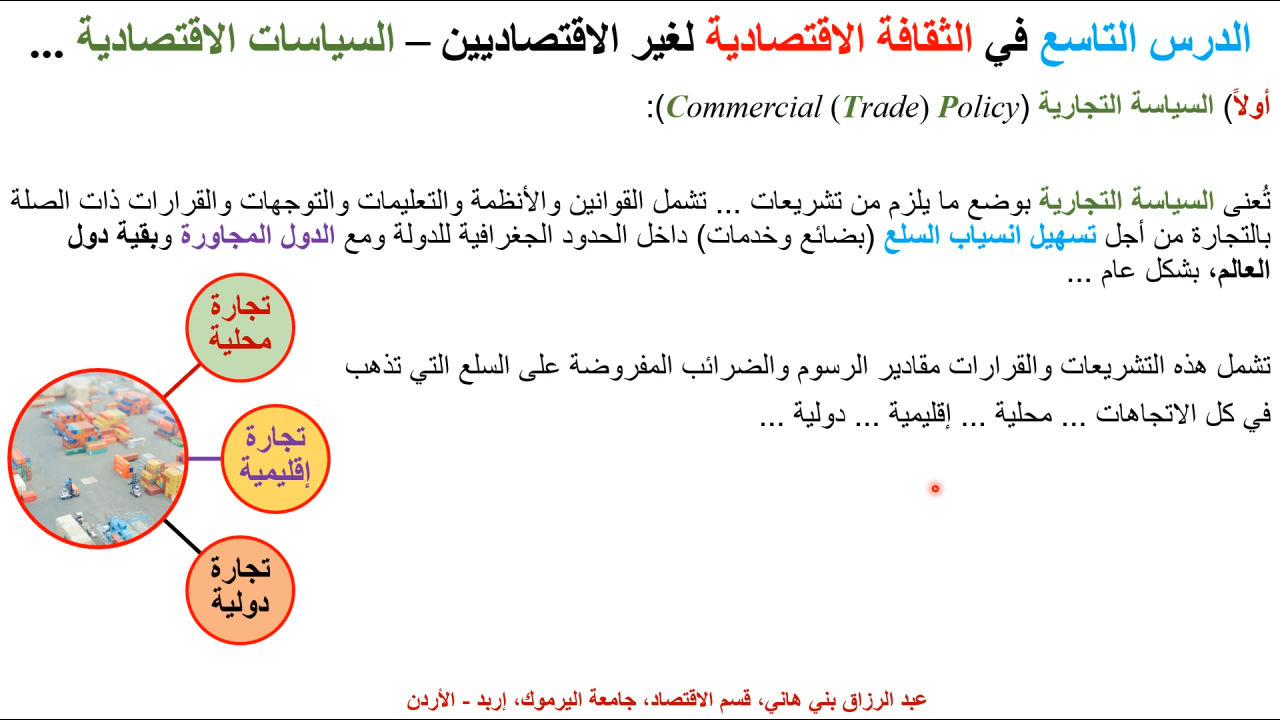 الدرس التاسع في الثقافة الاقتصادية لغير الاقتصاديين – السياسات الاقتصادية ...
أولاً) السياسة التجارية (Commercial (Trade) Policy):
تُعنى السياسة التجارية بوضع ما يلزم من تشريعات ... تشمل القوانين والأنظمة والتعليمات والتوجهات والقرارات ذات الصلة
بالتجارة من أجل تسهيل انسياب السلع (بضائع وخدمات) داخل الحدود الجغرافية للدولة ومع الدول المجاورة وبقية دول
العالم، بشكل عام ...
تجارة
محلية
تشمل هذه التشريعات والقرارات مقادير الرسوم والضرائب المفروضة على السلع التي تذهب
في كل الاتجاهات ... محلية ... إقليمية ... دولية ...
تجارة
إقليمية
تجارة
دولية
عبد الرزاق بني هاني، قسم الاقتصاد، جامعة اليرموك، إربد - الأردن